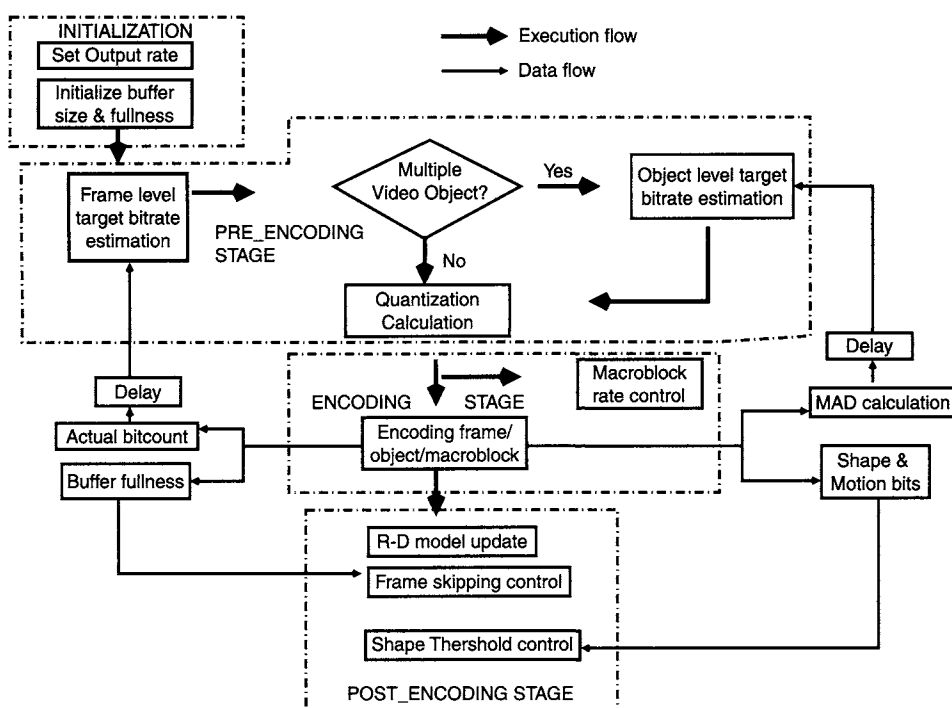 INITIALIZATION
Set Output rate
Initialize buffer
size & fullness
Execution flow
Data flow
Frame level
target bitrate
estimation
PRE_ENCODING
STAGE
Multiple
Video Object?
Yes
No
Object level target
bitrate estimation
Quantization
Calculation
Delay
Actual bitcount
Buffer fullness
ENCODING STAGE
Macroblock
rate control
Encoding frame/
object/macroblock
Delay
MAD calculation
Shape &
Motion bits
R-D model update
Frame skipping control
Shape Thershold control
POST_ENCODING STAGE